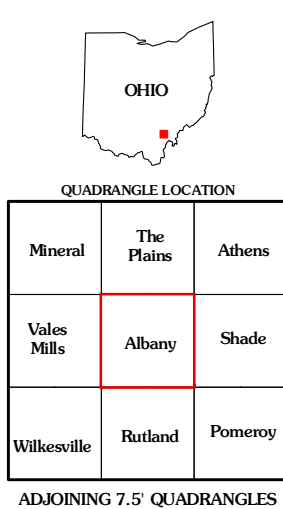 OHIO
QUADRANGLE LOCATION
Mineral
The
Plains
Athens
Vales
Mills
Albany
Shade
Wilkesville
Rutland
Pomeroy
ADJOINING 7.5' QUADRANGLES